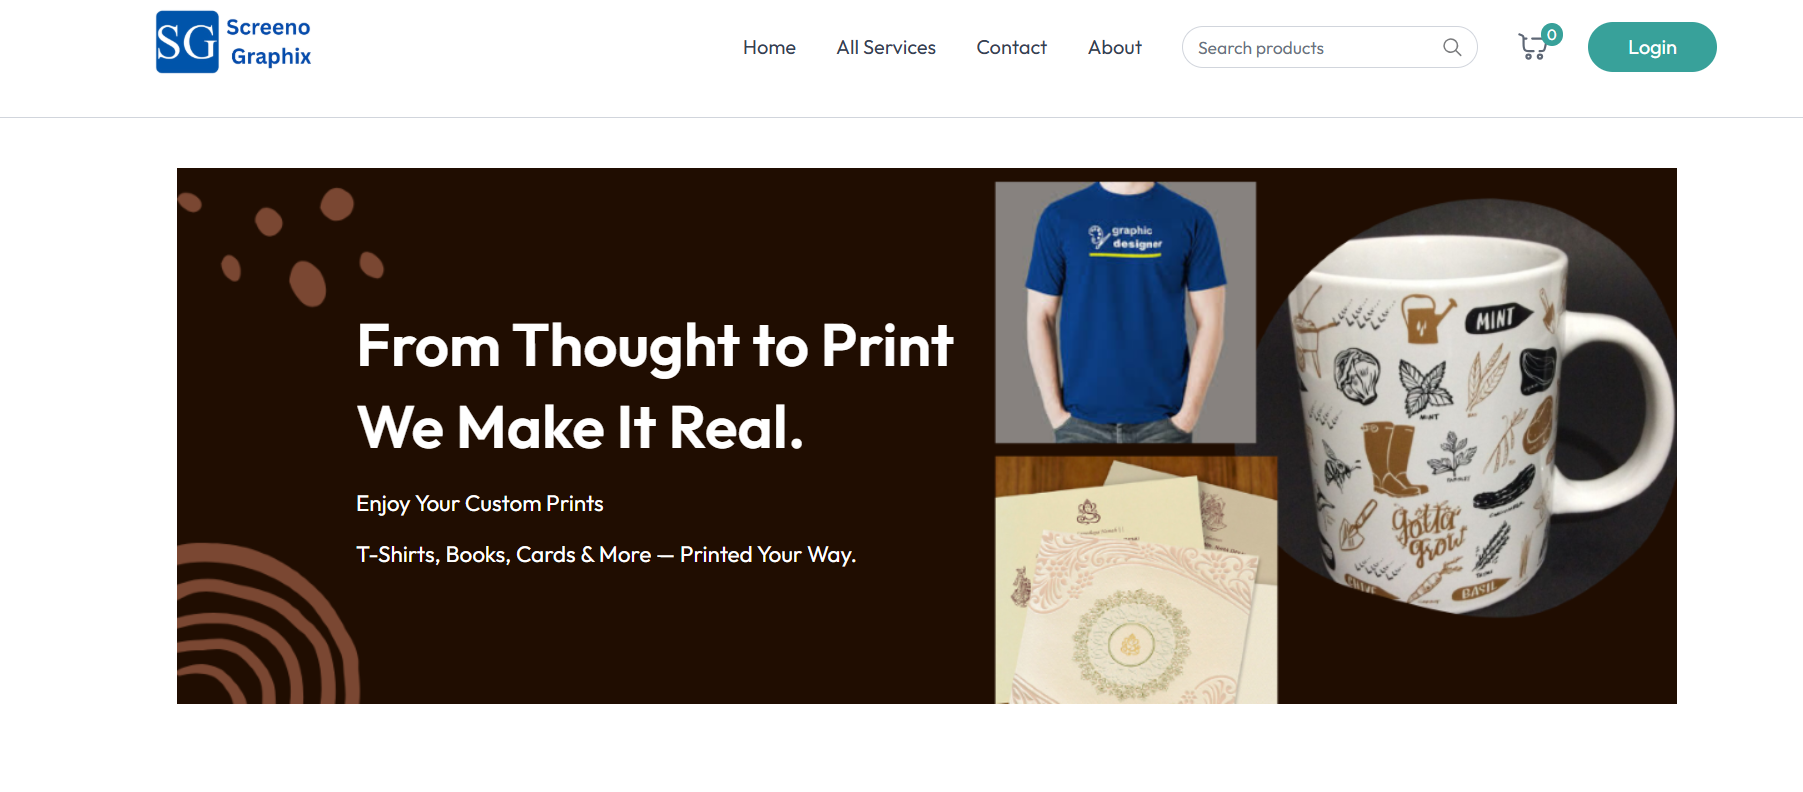 SG Screeno
Graphix
Home All Services Contact About Search products 0 Login
From Thought to Print
We Make It Real.
Enjoy Your Custom Prints
T-Shirts, Books, Cards & More — Printed Your Way.
graphic
designer
MINT
MINT
gotta
grow
BASIL